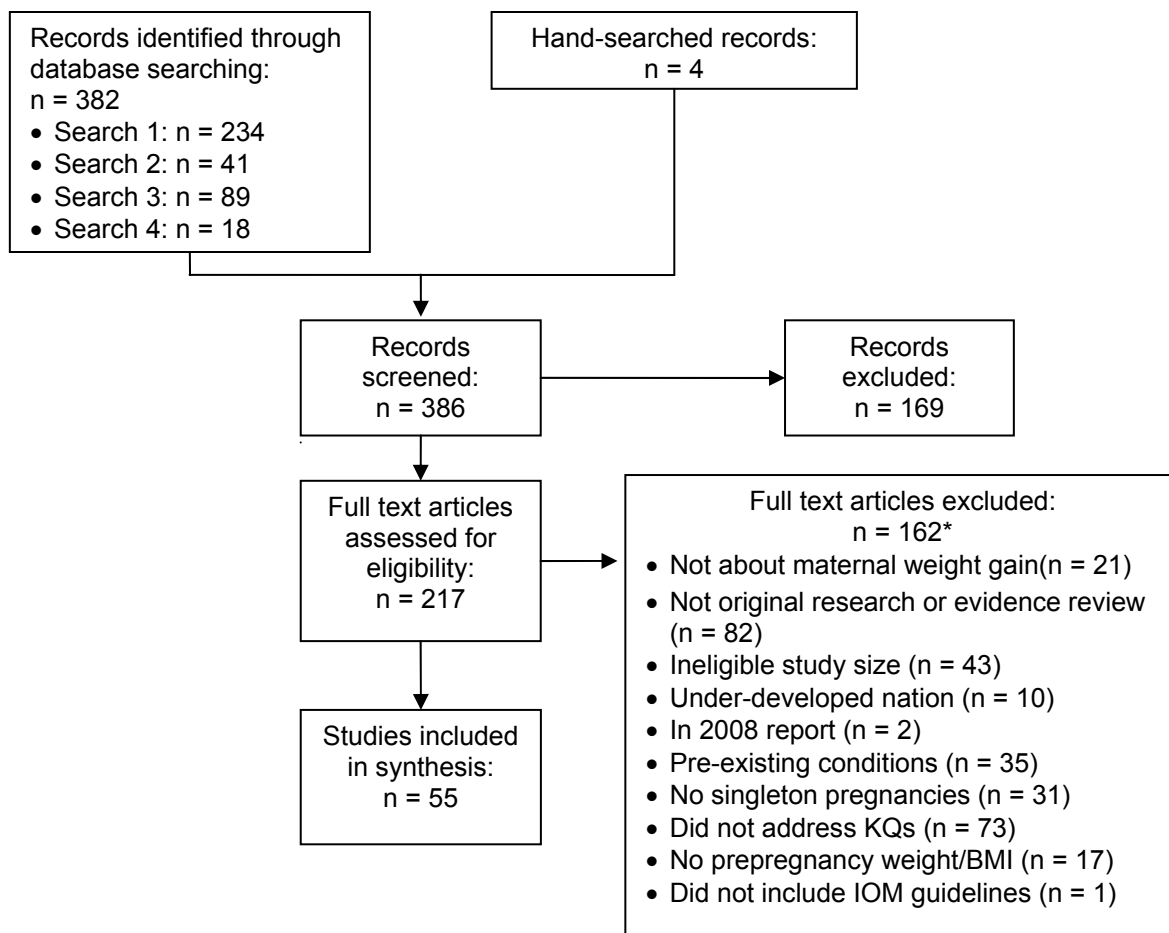 Records identified through
database searching:
n = 382
• Search 1: n = 234
• Search 2: n = 41
• Search 3: n = 89
• Search 4: n = 18
Hand-searched records:
n = 4
Records
screened:
n = 386
Records
excluded:
n = 169
Full text articles
assessed for
eligibility:
n = 217
Full text articles excluded:
n = 162*
• Not about maternal weight gain(n = 21)
• Not original research or evidence review
(n = 82)
• Ineligible study size (n = 43)
• Under-developed nation (n = 10)
• In 2008 report (n = 2)
• Pre-existing conditions (n = 35)
• No singleton pregnancies (n = 31)
• Did not address KQs (n = 73)
• No prepregnancy weight/BMI (n = 17)
• Did not include IOM guidelines (n = 1)
Studies included
in synthesis:
n = 55